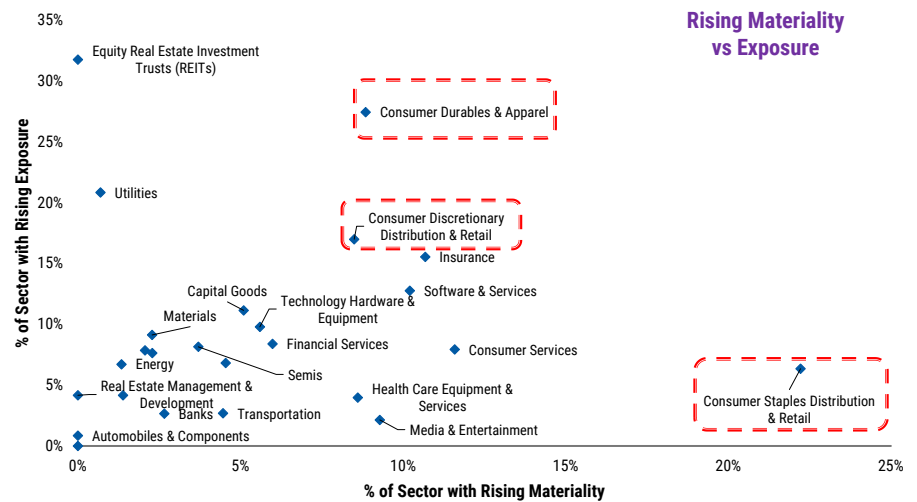 Rising Materiality
vs Exposure
% of Sector with Rising Exposure
35%
30%
25%
20%
15%
10%
5%
0%
Equity Real Estate Investment
Trusts (REITs)
Consumer Durables & Apparel
Utilities
Consumer Discretionary
Distribution & Retail
Insurance
Software & Services
Capital Goods
Technology Hardware &
Equipment
Materials
Financial Services
Consumer Services
Energy
Semis
Real Estate Management &
Development
Health Care Equipment &
Services
Consumer Staples Distribution
& Retail
Banks
Transportation
Media & Entertainment
Automobiles & Components
0%
5%
10%
15%
20%
25%
% of Sector with Rising Materiality